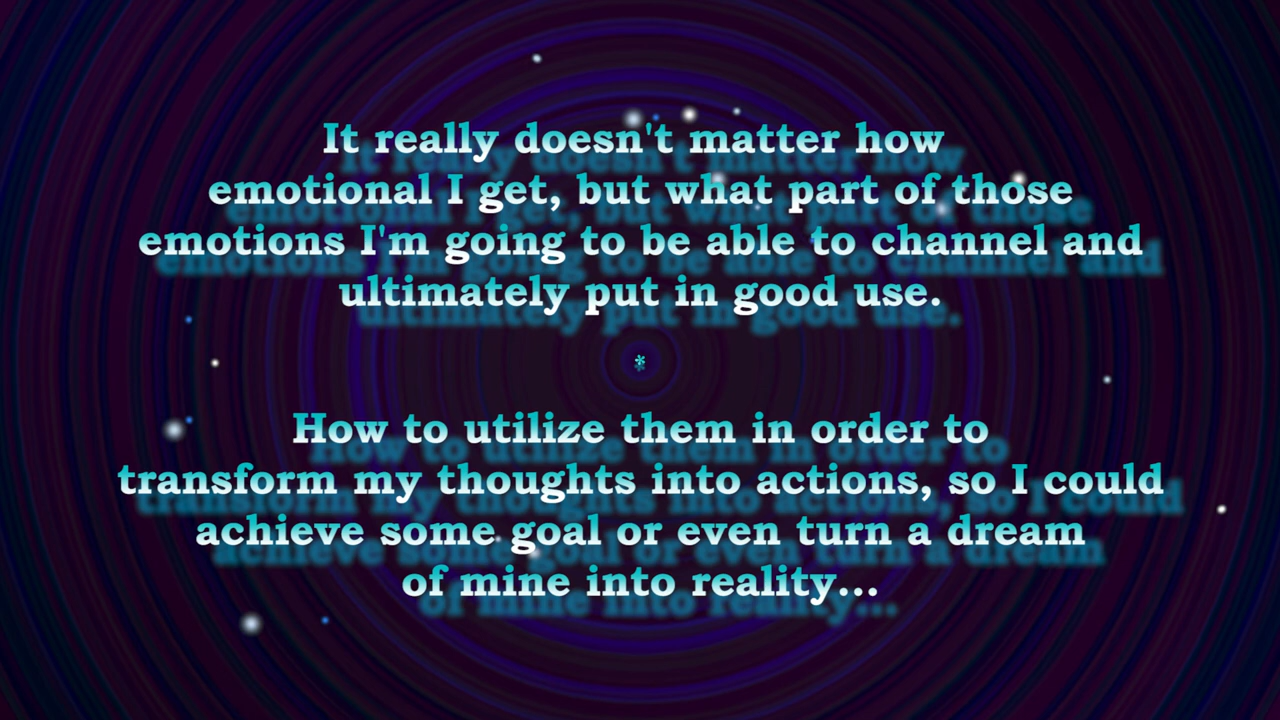 It really doesn't matter how
emotional I get, but what part of those
emotions I'm going to be able to channel and
ultimately put in good use.
*
How to utilize them in order to
transform my thoughts into actions, so I could
achieve some goal or even turn a dream
of mine into reality...